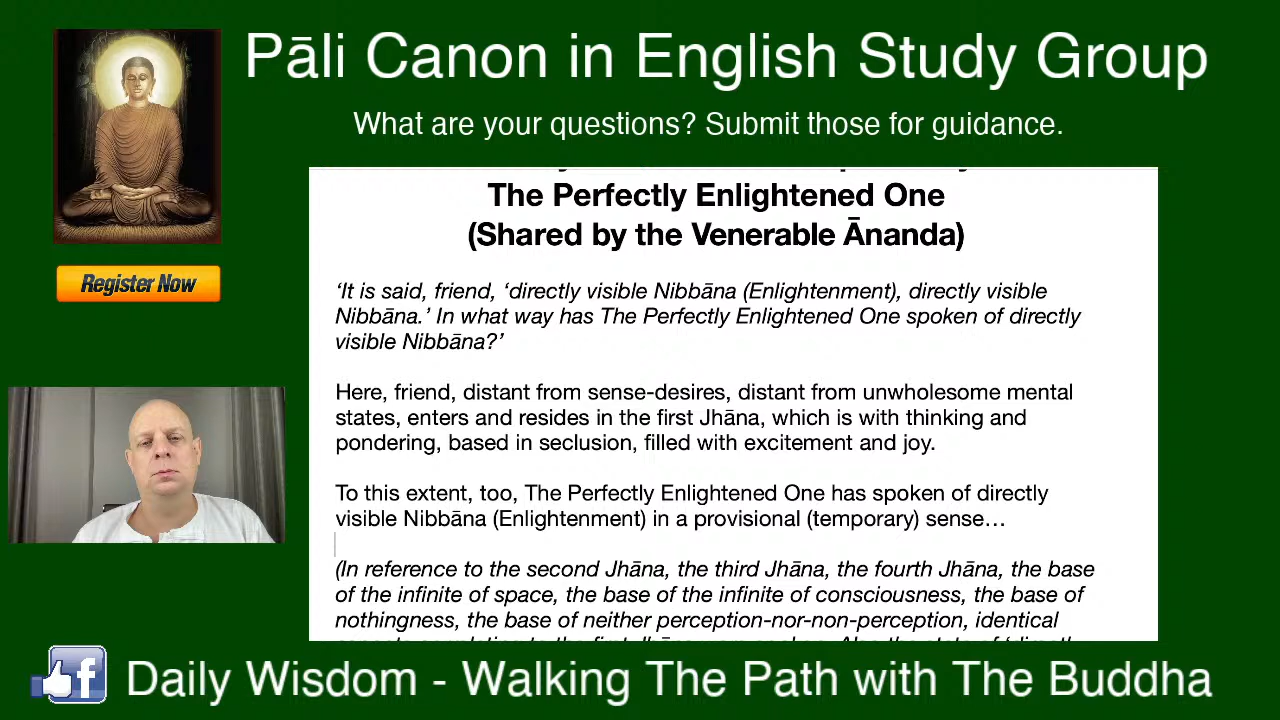 Pāli Canon in English Study Group
What are your questions? Submit those for guidance.
Register Now
The Perfectly Enlightened One
(Shared by the Venerable Ānanda)
‘It is said, friend, ‘directly visible Nibbāna (Enlightenment), directly visible
Nibbāna.’ In what way has The Perfectly Enlightened One spoken of directly
visible Nibbāna?’
Here, friend, distant from sense-desires, distant from unwholesome mental
states, enters and resides in the first Jhāna, which is with thinking and
pondering, based in seclusion, filled with excitement and joy.
To this extent, too, The Perfectly Enlightened One has spoken of directly
visible Nibbāna (Enlightenment) in a provisional (temporary) sense…
(In reference to the second Jhāna, the third Jhāna, the fourth Jhāna, the base
of the infinite of space, the base of the infinite of consciousness, the base of
nothingness, the base of neither perception-nor-non-perception, identical
f
Daily Wisdom - Walking The Path with The Buddha